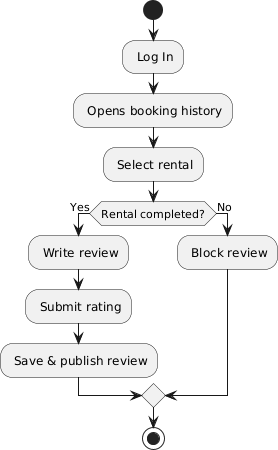 Log In
Opens booking history
Select rental
Rental completed?
Yes
No
Write review
Block review
Submit rating
Save & publish review